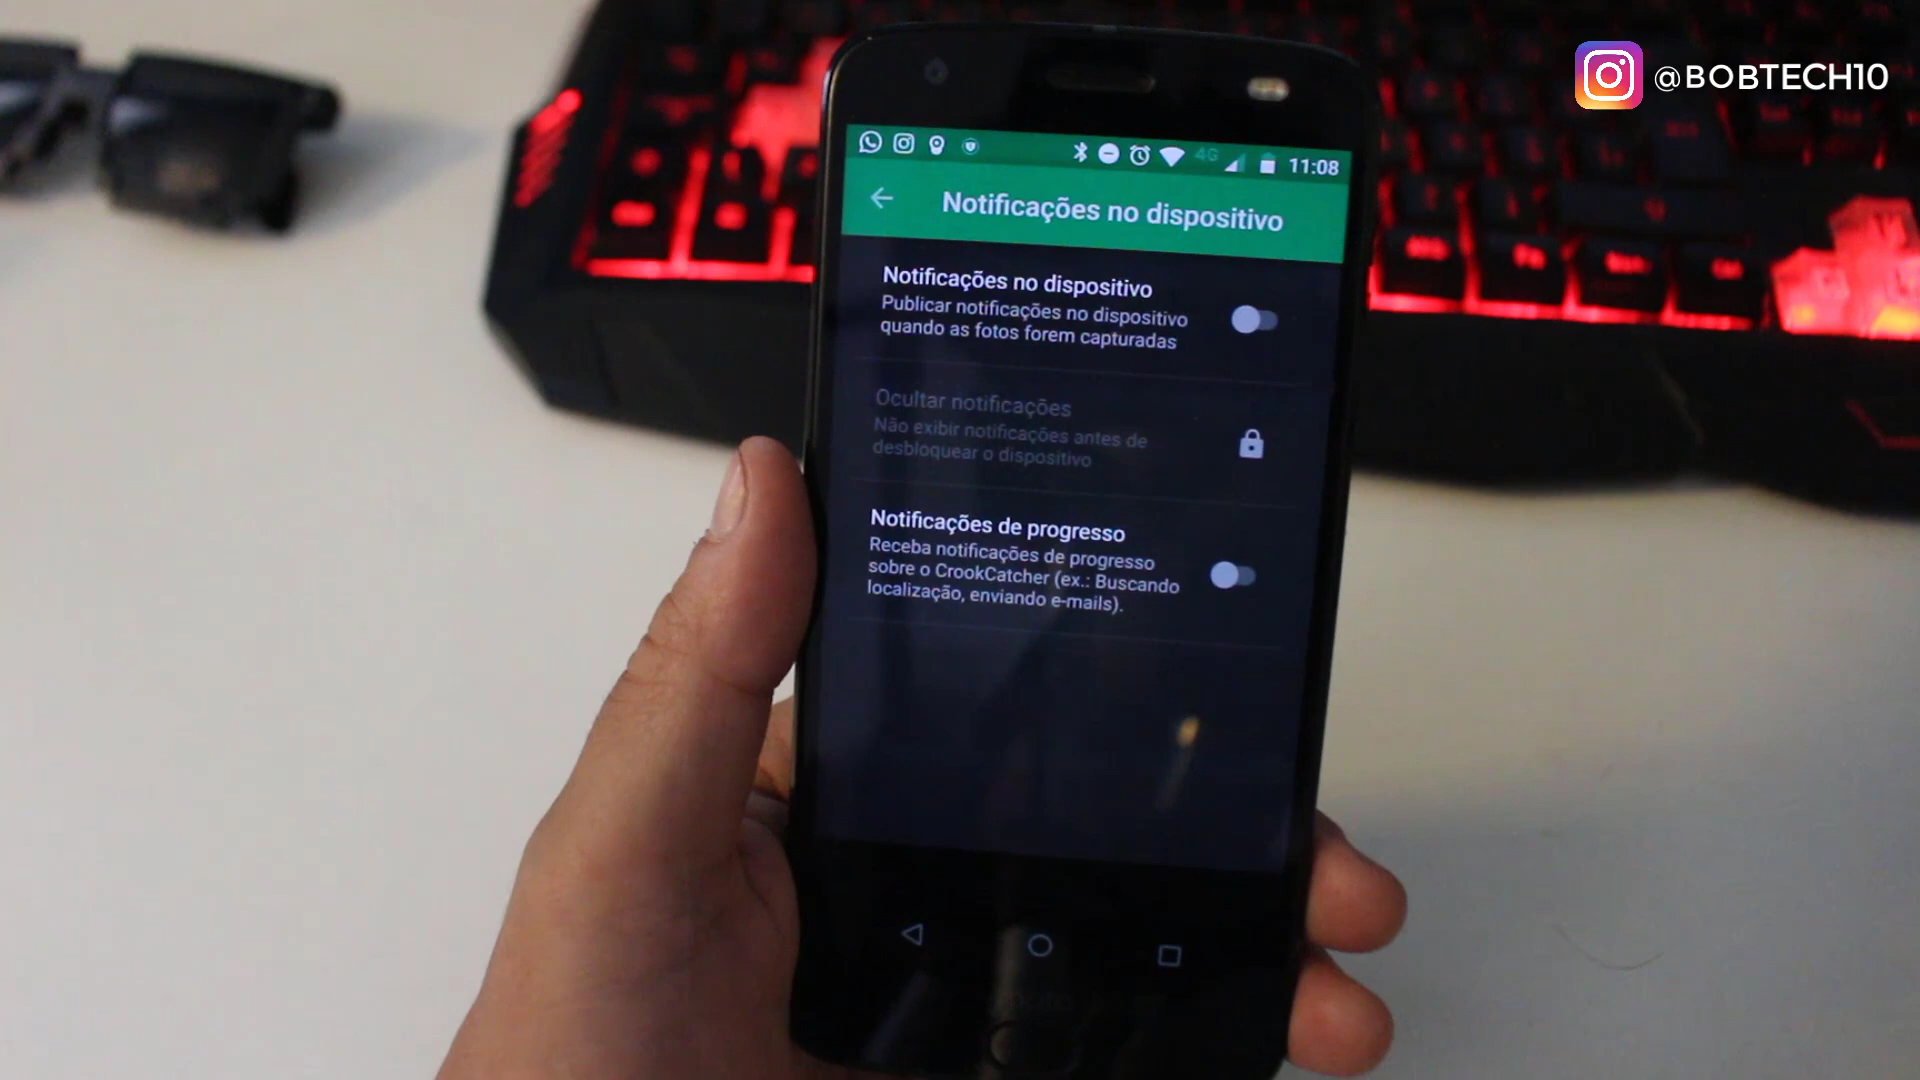 @BOBTECH10
4G 11:08
Notificações no dispositivo
Notificações no dispositivo
Publicar notificações no dispositivo
quando as fotos forem capturadas
Ocultar notificações
Não exibir notificações antes de
desbloquear o dispositivo
Notificações de progresso
Receba notificações de progresso
sobre o CrookCatcher (ex.: Buscando
localização, enviando e-mails).